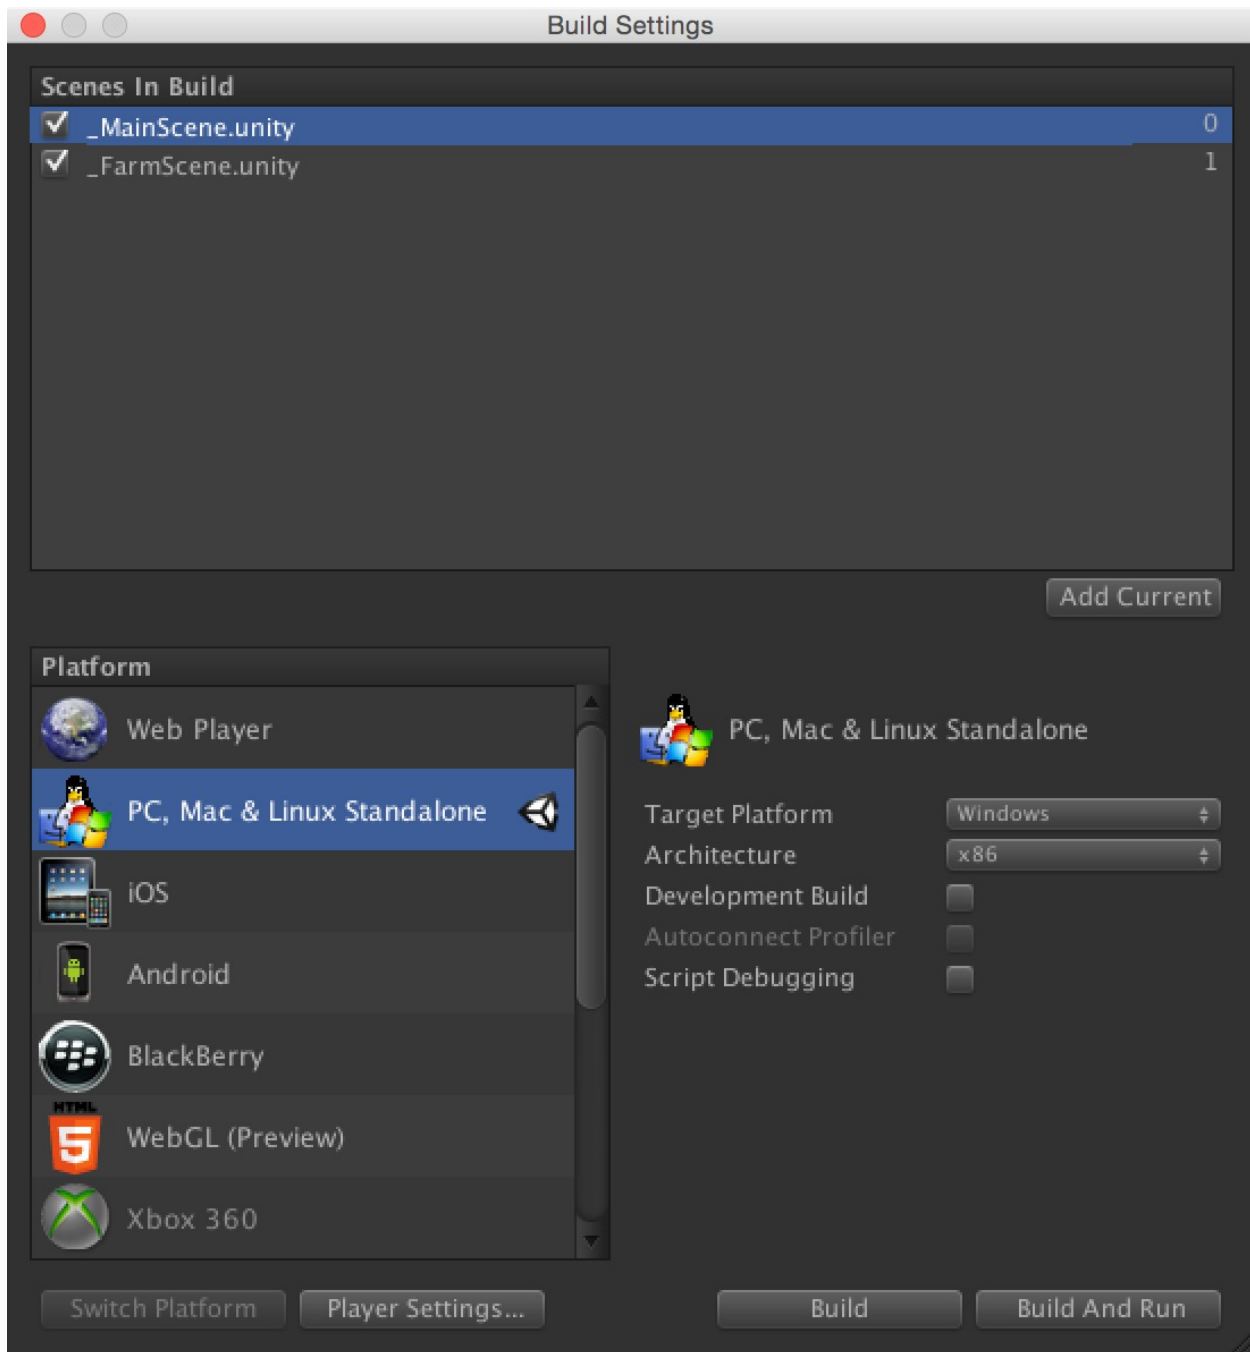 Build Settings
Scenes In Build
_MainScene.unity 0
_FarmScene.unity 1
Add Current
Platform
Web Player
PC, Mac & Linux Standalone
iOS
Android
BlackBerry
HTML
5
WebGL (Preview)
Xbox 360
PC, Mac & Linux Standalone
Target Platform Windows
Architecture x86
Development Build
Autoconnect Profiler
Script Debugging
Switch Platform Player Settings... Build Build And Run